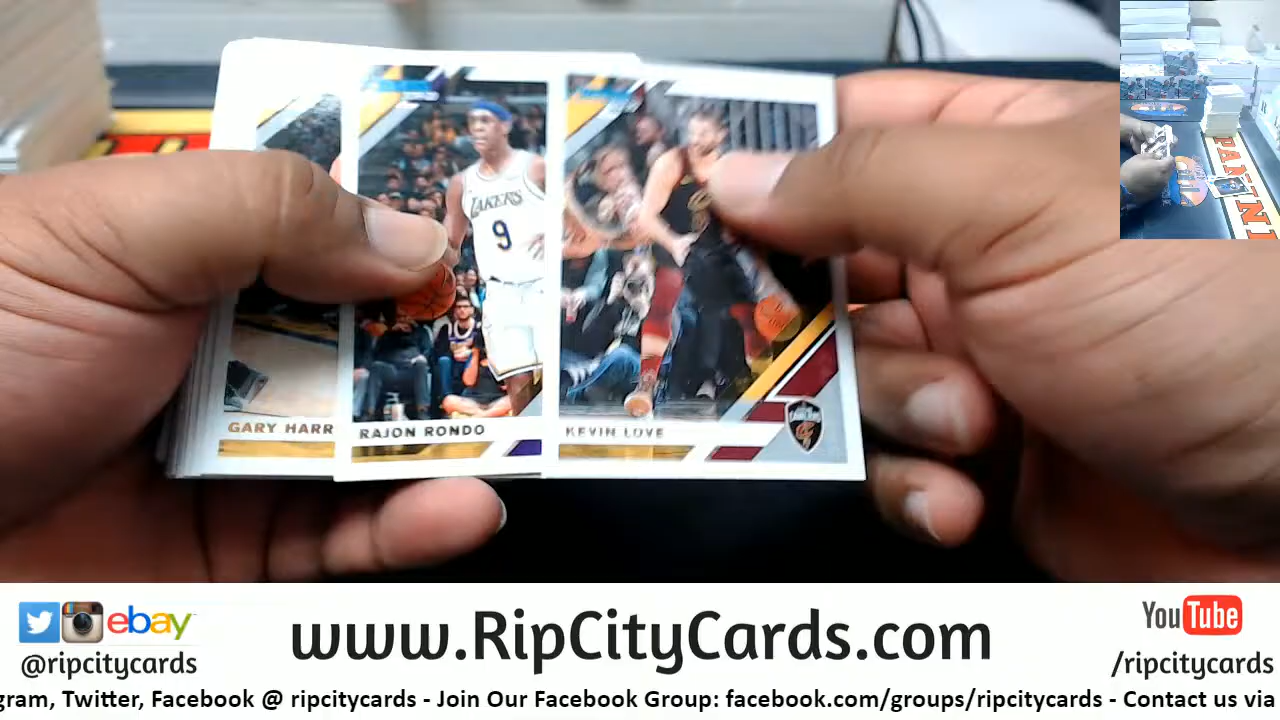 LAKERS
9
GARY HARR
RAJON RONDO
KEVIN LOVE
PANINI
ebay
www.RipCityCards.com
YouTube
@ripcitycards
/ripcitycards
gram, Twitter, Facebook @ ripcitycards - Join Our Facebook Group: facebook.com/groups/ripcitycards - Contact us via